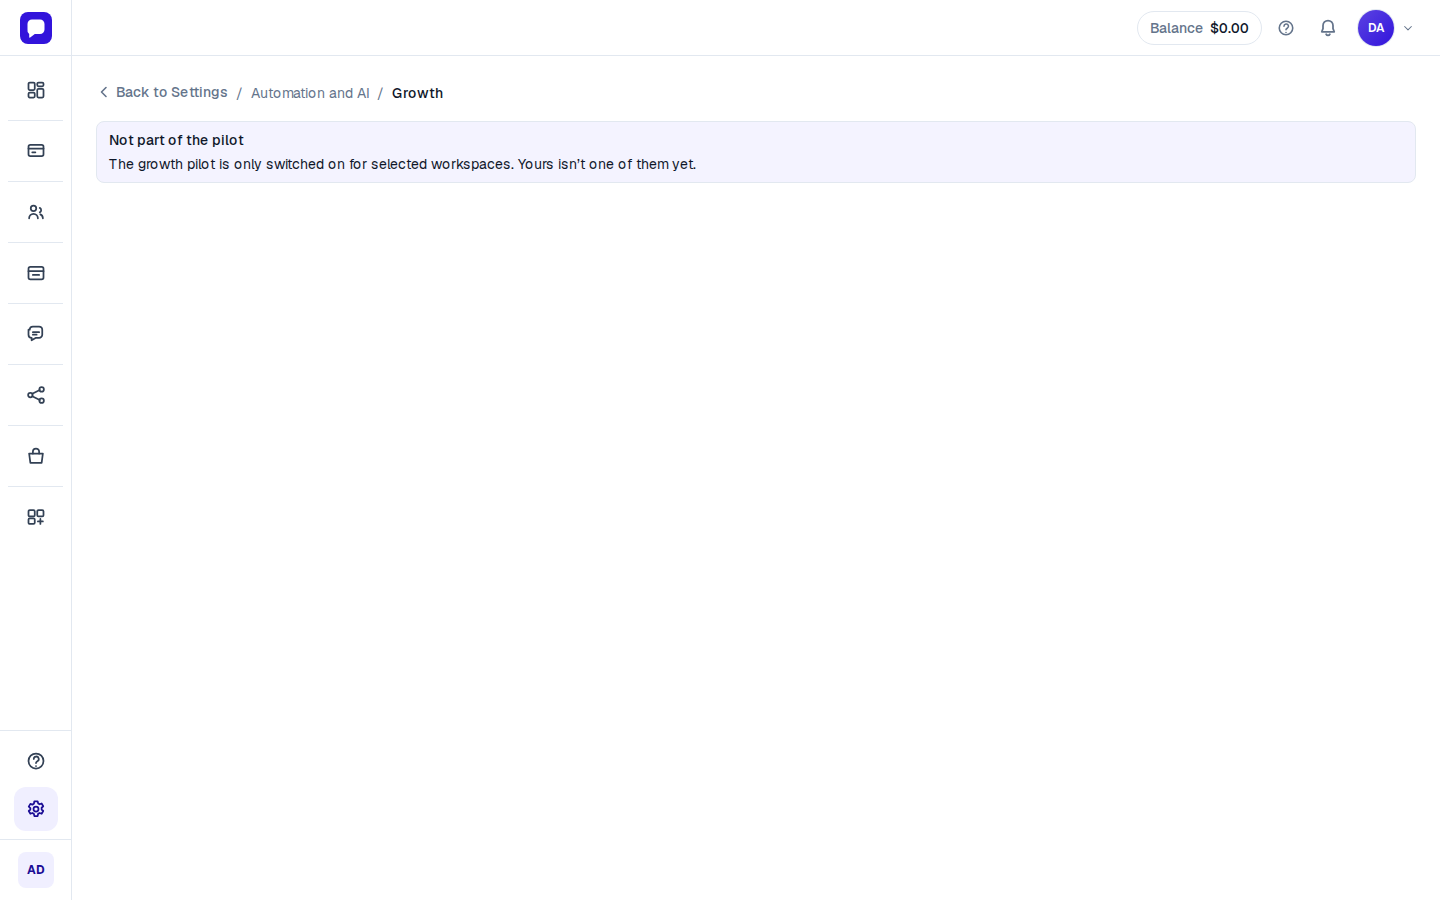 Balance $0.00
DA
Back to Settings / Automation and AI / Growth
Not part of the pilot
The growth pilot is only switched on for selected workspaces. Yours isn't one of them yet.
AD